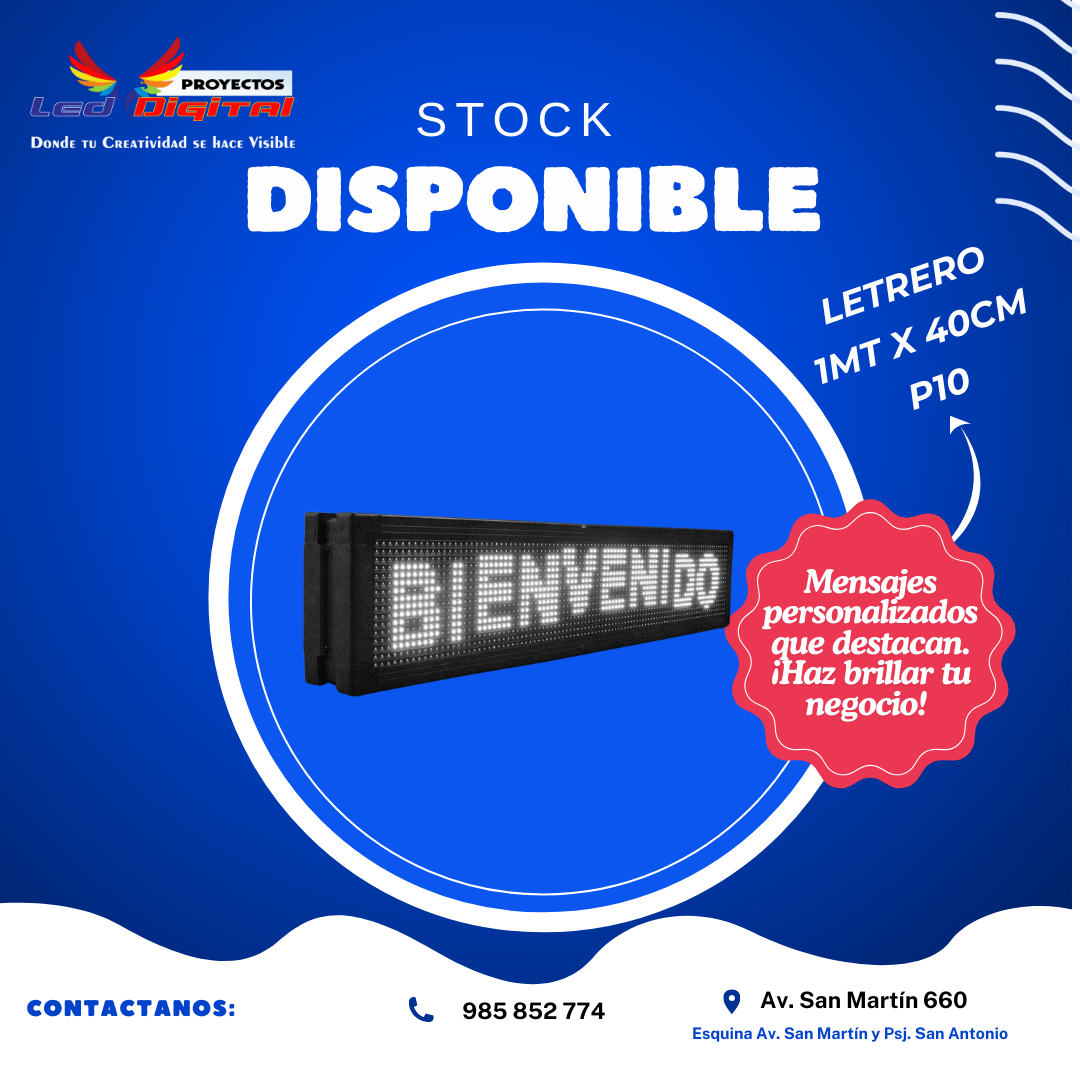 PROYECTOS
Led Digital
Donde tu Creatividad se hace Visible
STOCK
DISPONIBLE
LETRERO
1MT X 40CM
P10
BIENVENIDO
Mensajes
personalizados
que destacan.
¡Haz brillar tu
negocio!
CONTACTANOS:
985 852 774
Av. San Martín 660
Esquina Av. San Martín y Psj. San Antonio